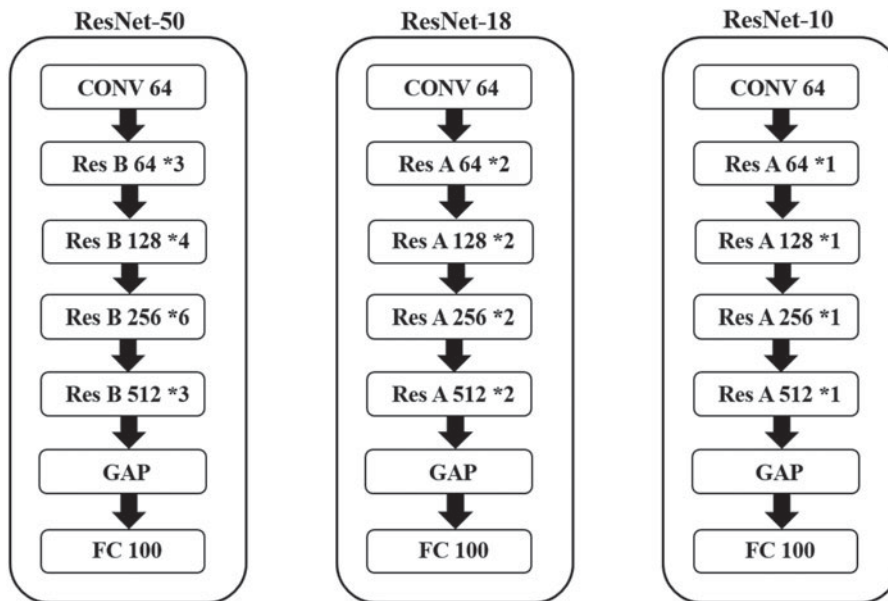 ResNet-50
CONV 64
Res B 64 *3
Res B 128 *4
Res B 256 *6
Res B 512 *3
GAP
FC 100
ResNet-18
CONV 64
Res A 64 *2
Res A 128 *2
Res A 256 *2
Res A 512 *2
GAP
FC 100
ResNet-10
CONV 64
Res A 64 *1
Res A 128 *1
Res A 256 *1
Res A 512 *1
GAP
FC 100